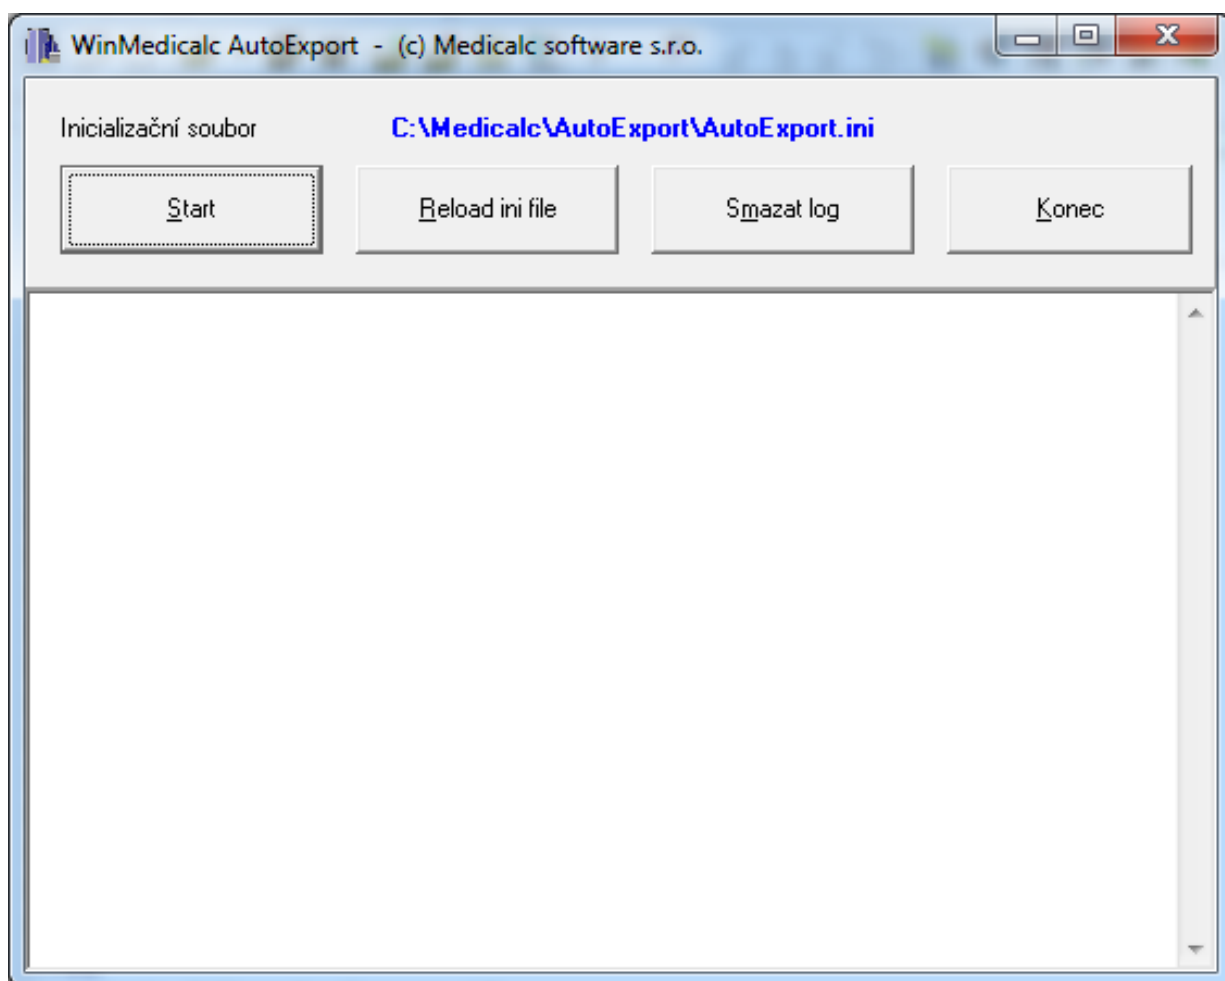 WinMedicalc AutoExport - (c) Medicalc software s.r.o.
Inicializační soubor C:\Medicalc\AutoExport\AutoExport.ini
Start Reload ini file Smazat log Konec